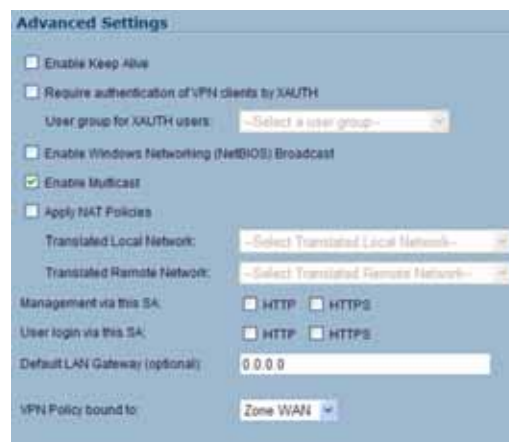 Advanced Settings
Enable Keep Alive
Require authentication of VPN clients by XAUTH
User group for XAUTH users: --Select a user group--
Enable Windows Networking (NetBIOS) Broadcast
Enable Multicast
Apply NAT Policies
Translated Local Network: --Select Translated Local Network--
Translated Remote Network: --Select Translated Remote Network--
Management via this SA: HTTP HTTPS
User login via this SA: HTTP HTTPS
Default LAN Gateway (optional): 0.0.0.0
VPN Policy bound to: Zone WAN